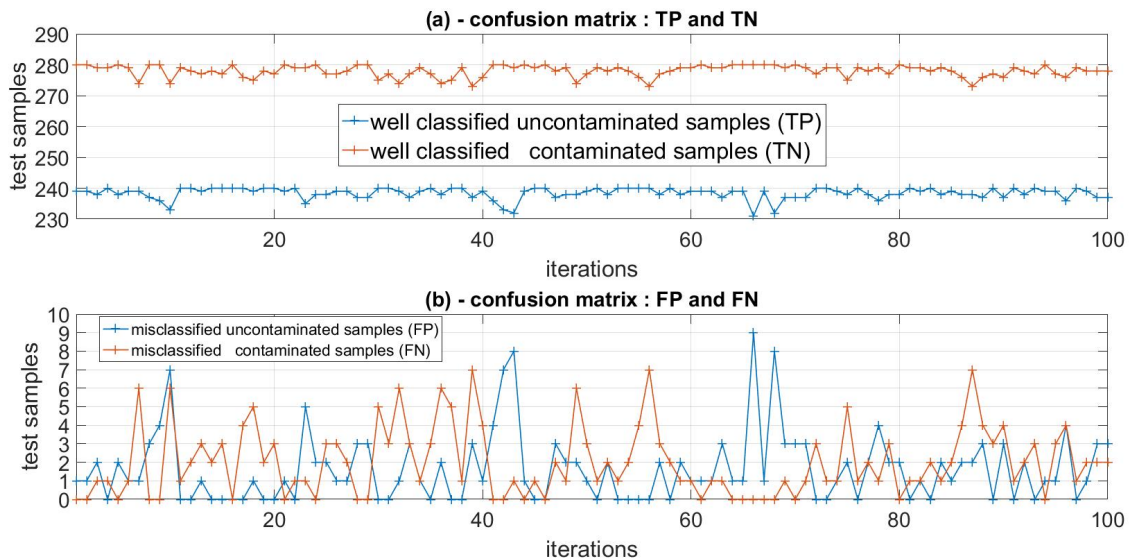 (a) - confusion matrix : TP and TN
290
280
270
260
250
240
230
test samples
well classified uncontaminated samples (TP)
well classified   contaminated samples (TN)
20
40
60
80
100
iterations
(b) - confusion matrix : FP and FN
10
9
8
7
6
5
4
3
2
1
0
test samples
misclassified uncontaminated samples (FP)
misclassified   contaminated samples (FN)
20
40
60
80
100
iterations